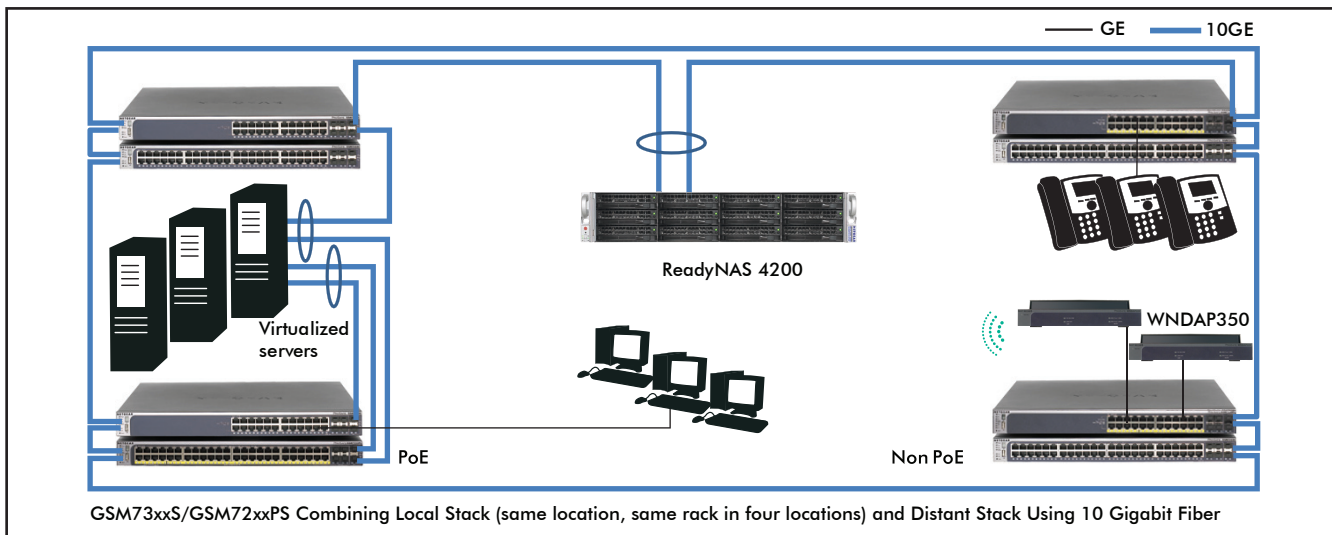 GE 10GE
ReadyNAS 4200
Virtualized
servers
WNDAP350
PoE
Non PoE
GSM73xxS/GSM72xxPS Combining Local Stack (same location, same rack in four locations) and Distant Stack Using 10 Gigabit Fiber